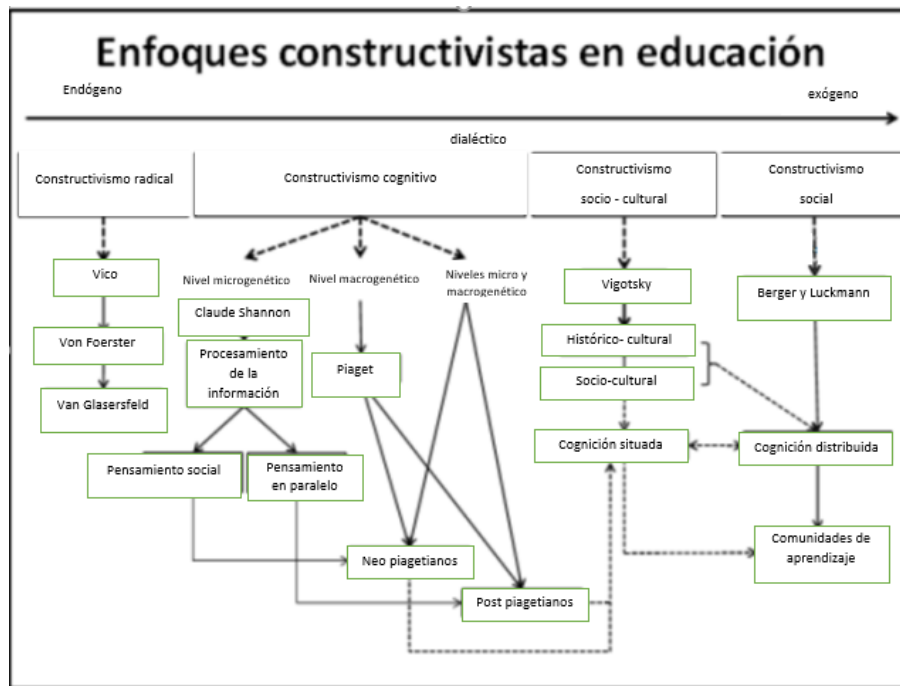 Enfoques constructivistas en educación
Endógeno
exógeno
dialéctico
Constructivismo radical
Constructivismo cognitivo
Constructivismo
socio - cultural
Constructivismo
social
Vico
Von Foerster
Van Glasersfeld
Nivel microgenético
Claude Shannon
Procesamiento
de la
información
Pensamiento social
Pensamiento
en paralelo
Nivel macrogenético
Piaget
Niveles micro y
macrogenético
Neo piagetianos
Post piagetianos
Vigotsky
Histórico- cultural
Socio-cultural
Cognición situada
Berger y Luckmann
Cognición distribuida
Comunidades de
aprendizaje